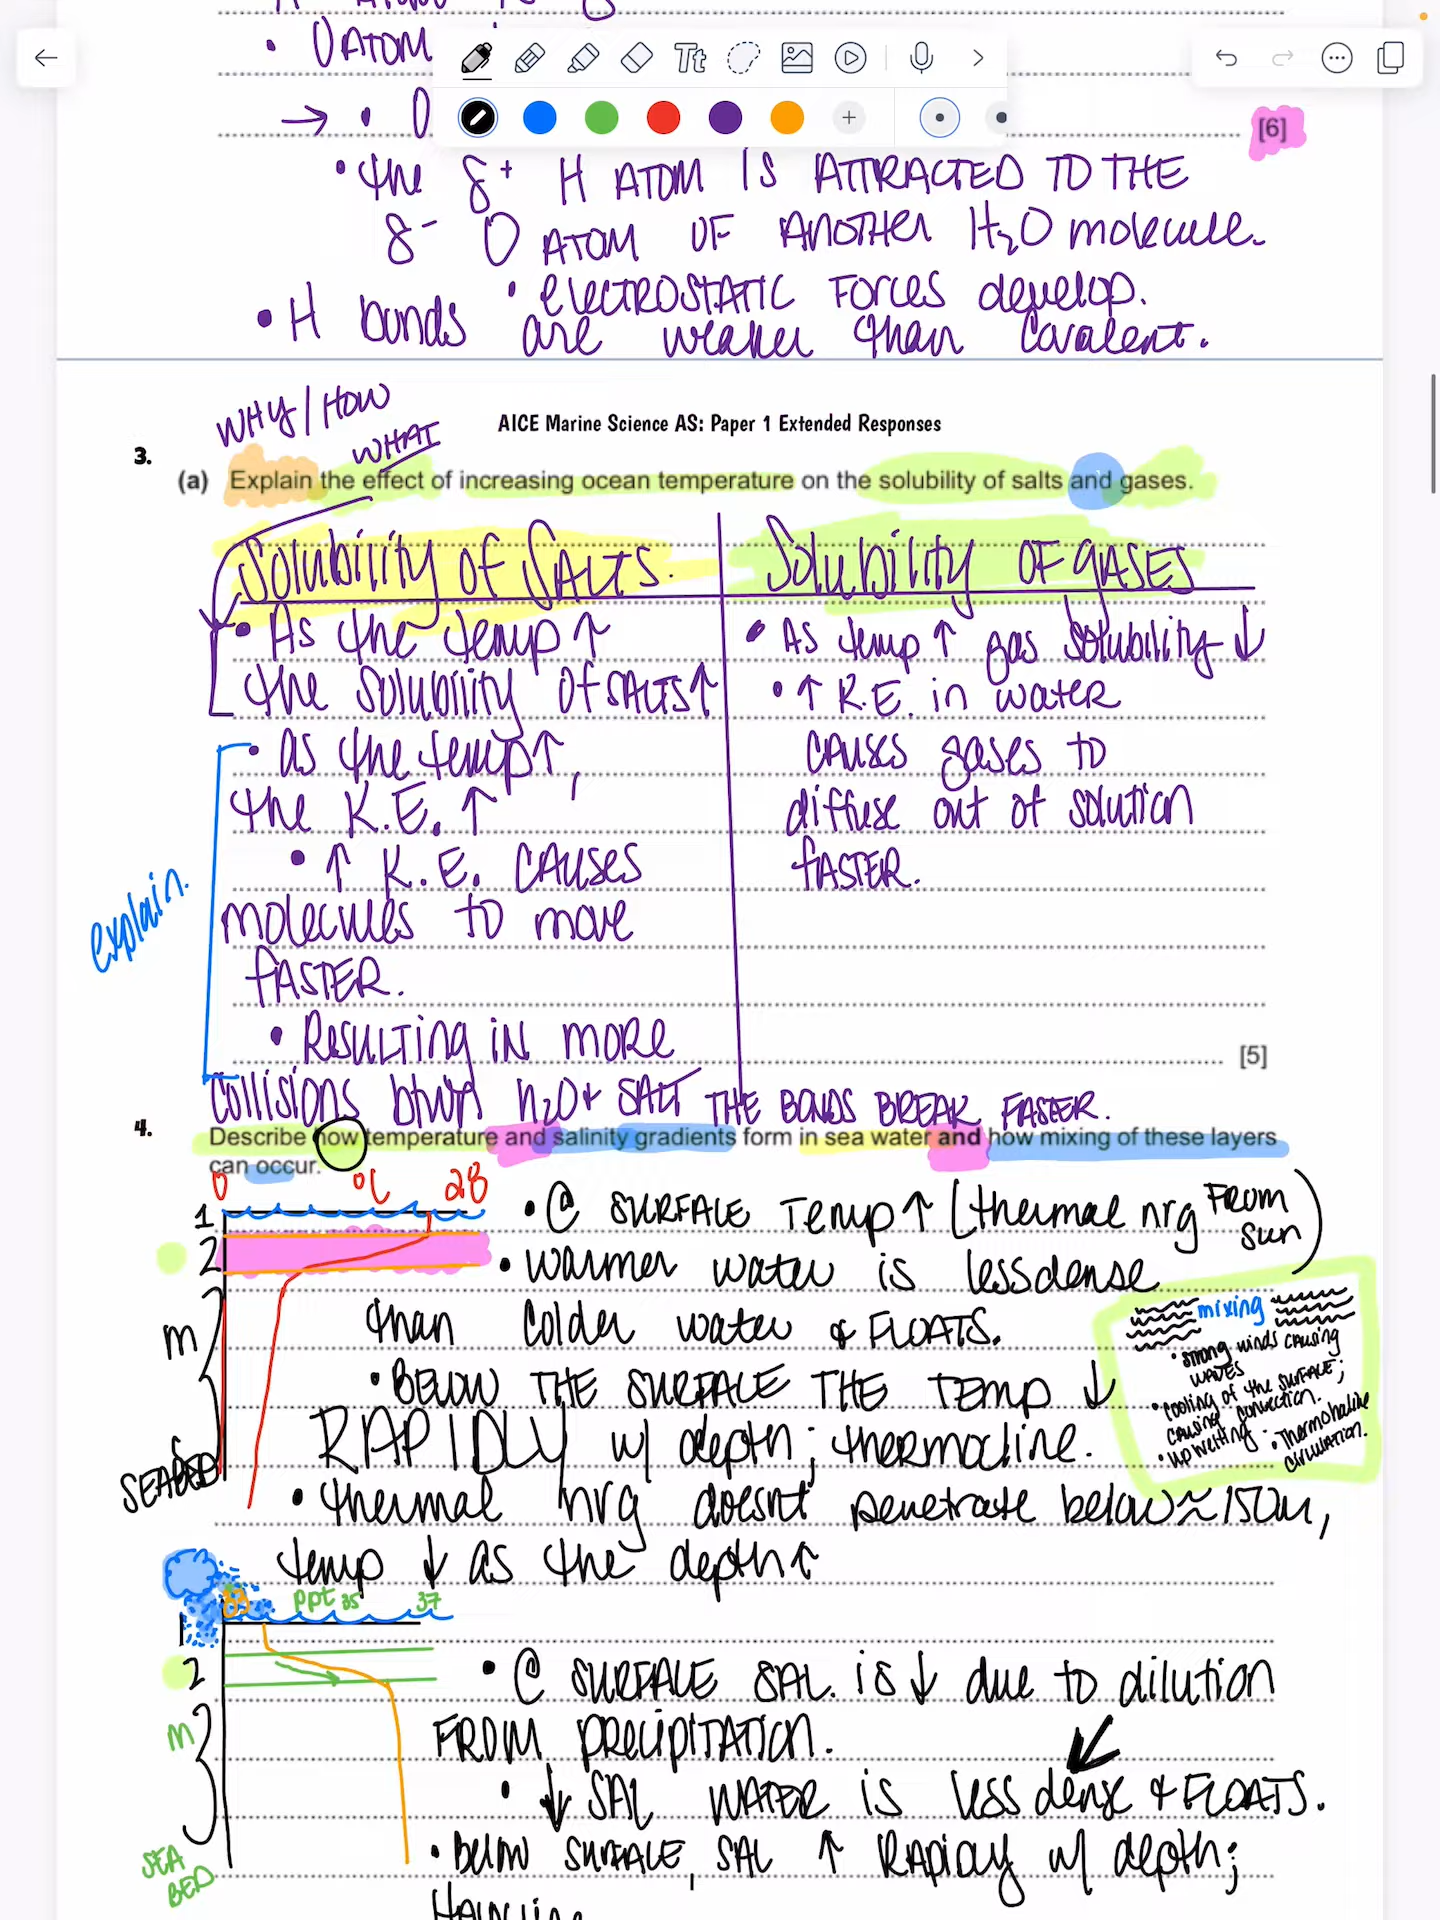 • O ATOM
Tt
→ • O
[6]
• the δ+ H ATOM IS ATTRACTED TO THE
δ- O ATOM OF ANOTHER H2O molecule.
• electrostatic forces develop.
• H bonds are weaker than covalent.
WHY/HOW
WHAT
AICE Marine Science AS: Paper 1 Extended Responses
3.
(a) Explain the effect of increasing ocean temperature on the solubility of salts and gases.
Solubility of SALTS.
• As the temp ↑
the solubility of SALTS ↑
• as the temp ↑,
the K.E. ↑
• ↑ K.E. CAUSES
molecules to move
FASTER.
• RESULTING IN MORE
collisions btwn H2O + SALT THE BONDS BREAK FASTER.
explain.
Solubility OF gASES
• As temp ↑ gas solubility ↓
• ↑ K.E. in water
causes gases to
diffuse out of solution
FASTER.
[5]
4.
Describe how temperature and salinity gradients form in sea water and how mixing of these layers
can occur.
0 °C 28
1
2
m
SEABED
• @ SURFACE Temp ↑ (thermal nrg FROM
Sun)
• warmer water is less dense
than colder water & FLOATS.
• BELOW THE SURFACE THE TEMP ↓
RAPIDLY w/ depth; thermocline.
• thermal nrg doesnt penetrate below ≈ 150m,
temp ↓ as the depth ↑
mixing
• strong winds causing
waves
• cooling of the surface;
causing convection.
• upwelling
• Thermohaline
circulation.
33 ppt 35 37
1
2
m
SEA
BED
• @ SURFACE SAL. is ↓ due to dilution
FROM PRECIPITATION.
• ↓ SAL WATER is less dense & FLOATS.
• Below SURFACE SAL ↑ RAPIDLY w/ depth;